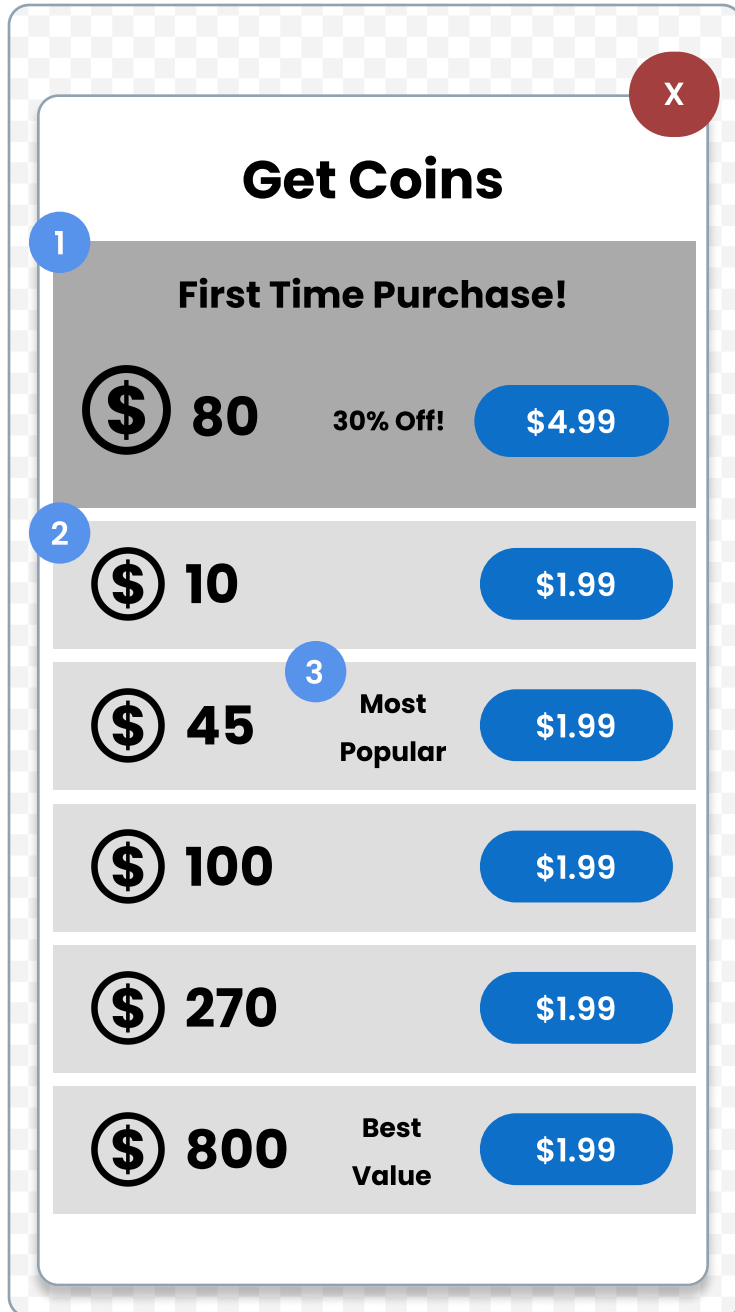 X
Get Coins
1
First Time Purchase!
$ 80 30% Off! $4.99
2
$ 10 $1.99
3
Most
$ 45 $1.99
Popular
$ 100 $1.99
$ 270 $1.99
Best
$ 800 $1.99
Value